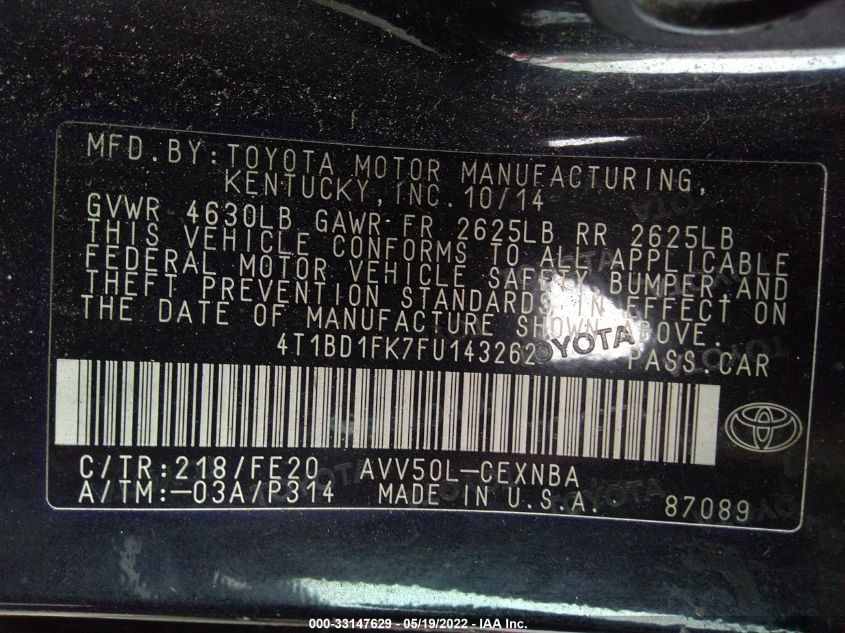 MFD.BY:TOYOTA MOTOR MANUFACTURING,
KENTUCKY,INC.10/14
GVWR 4630LB GAWR FR 2625LB RR 2625LB
THIS VEHICLE CONFORMS TO ALL APPLICABLE
FEDERAL MOTOR VEHICLE SAFETY BUMPER AND
THEFT PREVENTION STANDARDS IN EFFECT ON
THE DATE OF MANUFACTURE SHOWN ABOVE.
4T1BD1FK7FU143262 TOYOTA PASS.CAR
C/TR:218/FE20 AVV50L-CEXNBA
A/TM:-03A/P314 MADE IN U.S.A. 87089
000-33147629 - 05/19/2022 - IAA Inc.